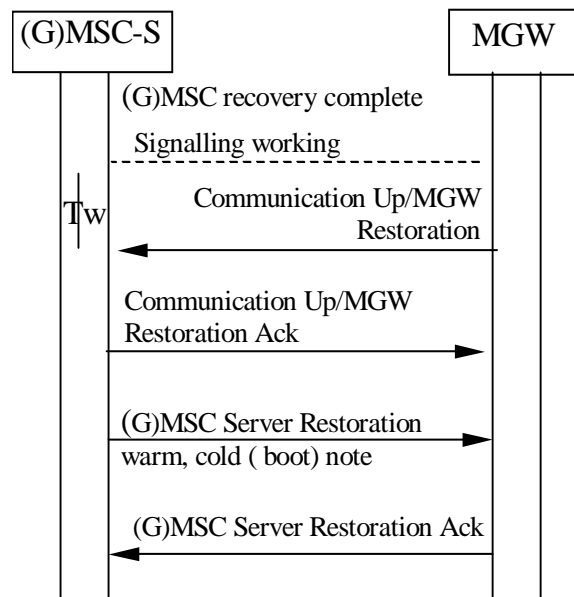 (G)MSC-S
MGW
(G)MSC recovery complete
Signalling working
Tw
Communication Up/MGW
Restoration
Communication Up/MGW
Restoration Ack
(G)MSC Server Restoration
warm, cold ( boot) note
(G)MSC Server Restoration Ack